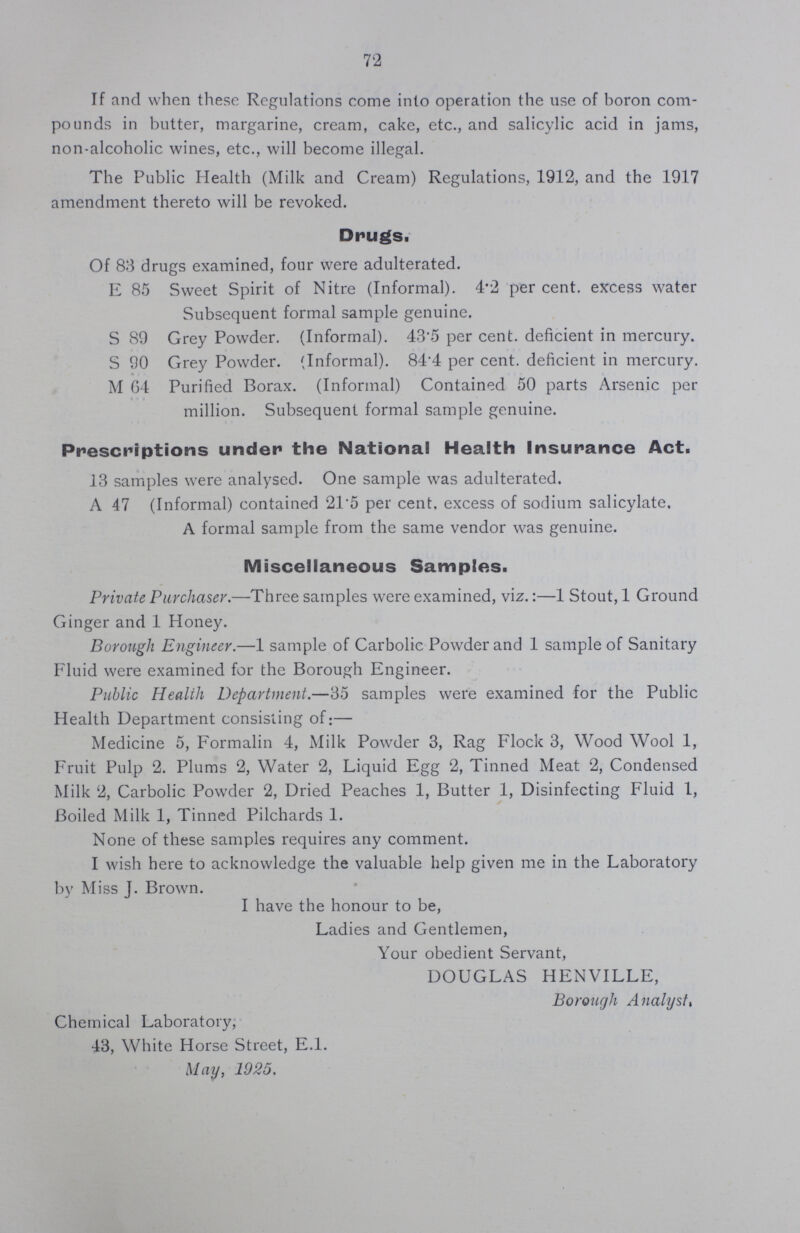 72
If and when these Regulations come into operation the use of boron com-
pounds in butter, margarine, cream, cake, etc., and salicylic acid in jams,
non-alcoholic wines, etc., will become illegal.
The Public Health (Milk and Cream) Regulations, 1912, and the 1917
amendment thereto will be revoked.
Drugs.
Of 83 drugs examined, four were adulterated.
E 85 Sweet Spirit of Nitre (Informal). 4·2 per cent. excess water
Subsequent formal sample genuine.
S 89 Grey Powder. (Informal). 43·5 per cent. deficient in mercury.
S 90 Grey Powder. (Informal). 84·4 per cent. deficient in mercury.
M 64 Purified Borax. (Informal) Contained 50 parts Arsenic per
million. Subsequent formal sample genuine.
Prescriptions under the National Health Insurance Act.
13 samples were analysed. One sample was adulterated.
A 47 (Informal) contained 21·5 per cent. excess of sodium salicylate.
A formal sample from the same vendor was genuine.
Miscellaneous Samples.
Private Purchaser.—Three samples were examined, viz.:—1 Stout, 1 Ground
Ginger and 1 Honey.
Borough Engineer.—1 sample of Carbolic Powder and 1 sample of Sanitary
Fluid were examined for the Borough Engineer.
Public Health Department.—35 samples were examined for the Public
Health Department consisting of:—
Medicine 5, Formalin 4, Milk Powder 3, Rag Flock 3, Wood Wool 1,
Fruit Pulp 2. Plums 2, Water 2, Liquid Egg 2, Tinned Meat 2, Condensed
Milk 2, Carbolic Powder 2, Dried Peaches 1, Butter 1, Disinfecting Fluid 1,
Boiled Milk 1, Tinned Pilchards 1.
None of these samples requires any comment.
I wish here to acknowledge the valuable help given me in the Laboratory
by Miss J. Brown.
I have the honour to be,
Ladies and Gentlemen,
Your obedient Servant,
DOUGLAS HENVILLE,
Borough Analyst,
Chemical Laboratory,
43, White Horse Street, E.1.
May, 1925.